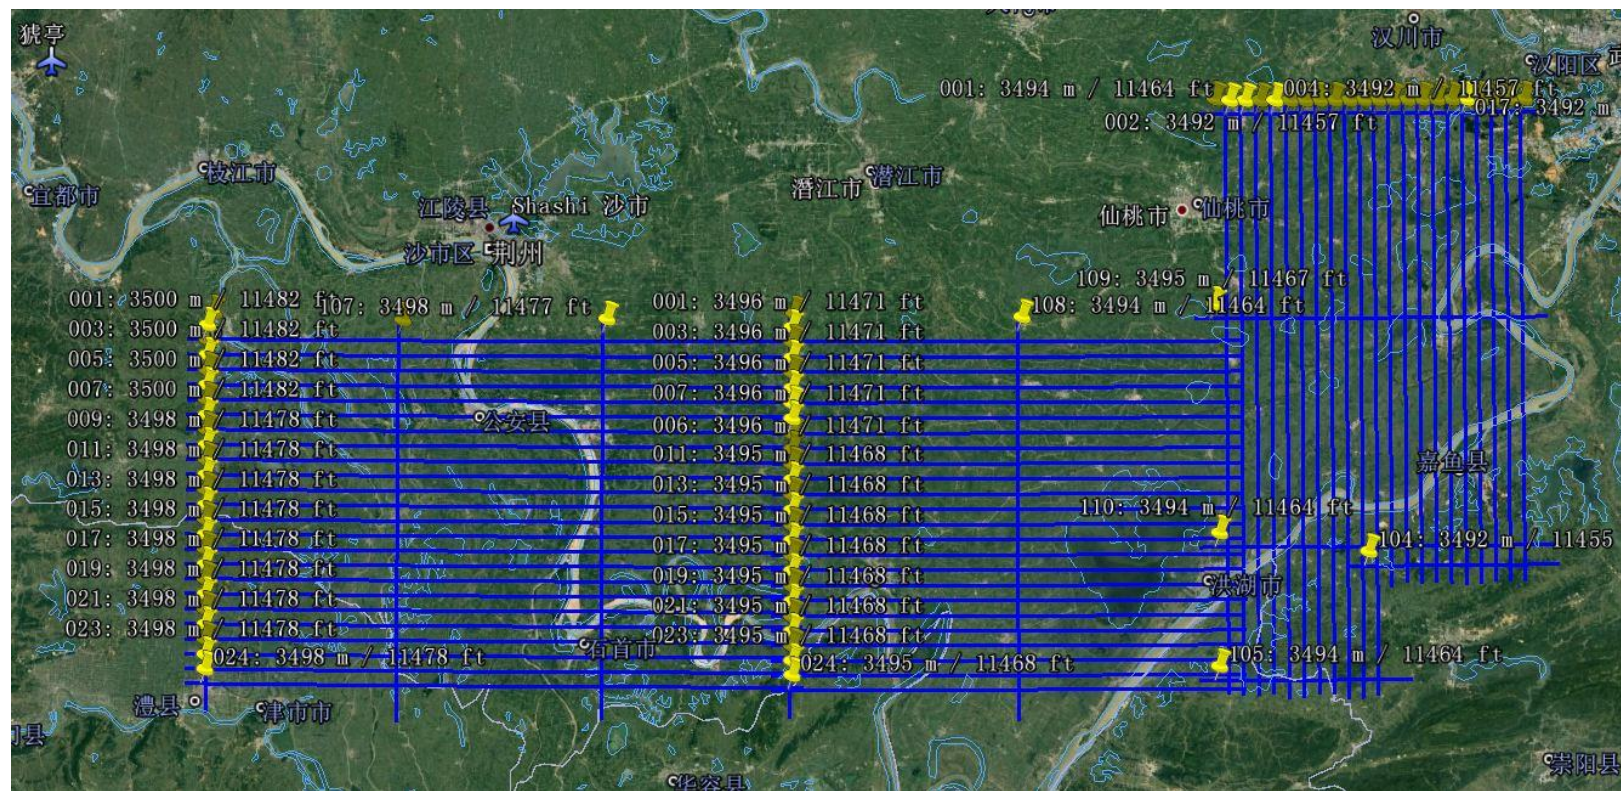 猇亭
汉川市
汉阳区
001: 3494 m / 11464 ft
004: 3492 m / 11457 ft
017: 3492 m
002: 3492 m / 11457 ft
枝江市
宜都市
潜江市
潜江市
江陵县
Shashi 沙市
仙桃市
仙桃市
沙市区
荆州
109: 3495 m / 11467 ft
001: 3500 m / 11482 ft
107: 3498 m / 11477 ft
001: 3496 m / 11471 ft
108: 3494 m / 11464 ft
003: 3500 m / 11482 ft
003: 3496 m / 11471 ft
005: 3500 m / 11482 ft
005: 3496 m / 11471 ft
007: 3500 m / 11482 ft
007: 3496 m / 11471 ft
009: 3498 m / 11478 ft
公安县
006: 3496 m / 11471 ft
011: 3498 m / 11478 ft
011: 3495 m / 11468 ft
嘉鱼县
013: 3498 m / 11478 ft
013: 3495 m / 11468 ft
015: 3498 m / 11478 ft
015: 3495 m / 11468 ft
110: 3494 m / 11464 ft
017: 3498 m / 11478 ft
017: 3495 m / 11468 ft
104: 3492 m / 11455
019: 3498 m / 11478 ft
019: 3495 m / 11468 ft
洪湖市
021: 3498 m / 11478 ft
021: 3495 m / 11468 ft
023: 3498 m / 11478 ft
023: 3495 m / 11468 ft
石首市
024: 3498 m / 11478 ft
024: 3495 m / 11468 ft
105: 3494 m / 11464 ft
澧县
津市市
县
崇阳县
华容县